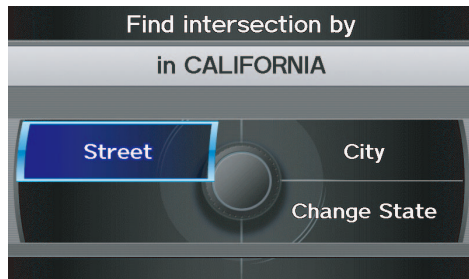 Find intersection by
in CALIFORNIA
Street
City
Change State